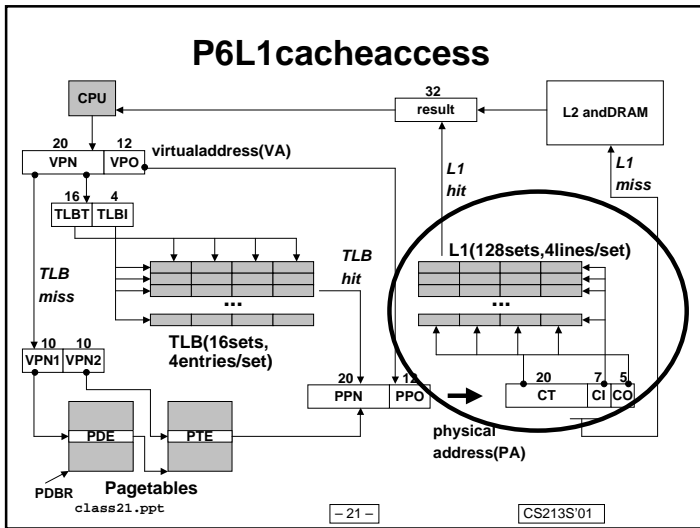 P6L1cacheaccess
CPU
32
result
L2 andDRAM
20 12
VPN VPO
virtualaddress(VA)
L1
hit
L1
miss
16 4
TLBT TLBI
TLB
miss
TLB
hit
L1(128sets,4lines/set)
...
...
TLB(16sets,
4entries/set)
10 10
VPN1 VPN2
20 12
PPN PPO
20 7 5
CT CI CO
physical
address(PA)
PDE PTE
PDBR
Pagetables
class21.ppt
– 21 –
CS213S'01